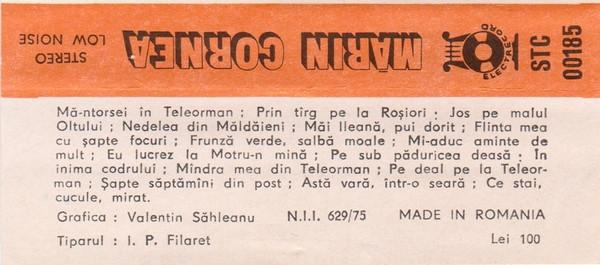 STEREO
LOW NOISE
MARIN CORNEA
ELECTRECORD
STC
00185
Mă-ntorsei în Teleorman ; Prin tîrg pe la Roșiori ; Jos pe malul
Oltului ; Nedelea din Măldăieni ; Măi Ileană, pui dorit ; Flinta mea
cu șapte focuri ; Frunză verde, salbă moale ; Mi-aduc aminte de
mult ; Eu lucrez la Motru-n mină ; Pe sub păduricea deasă ; În
inima codrului ; Mîndra mea din Teleorman ; Pe deal pe la Teleor-
man ; Șapte săptămîni din post ; Astă vară, într-o seară ; Ce stai,
cucule, mirat.
Grafica : Valentin Săhleanu N.I.I. 629/75 MADE IN ROMANIA
Tiparul : I. P. Filaret Lei 100